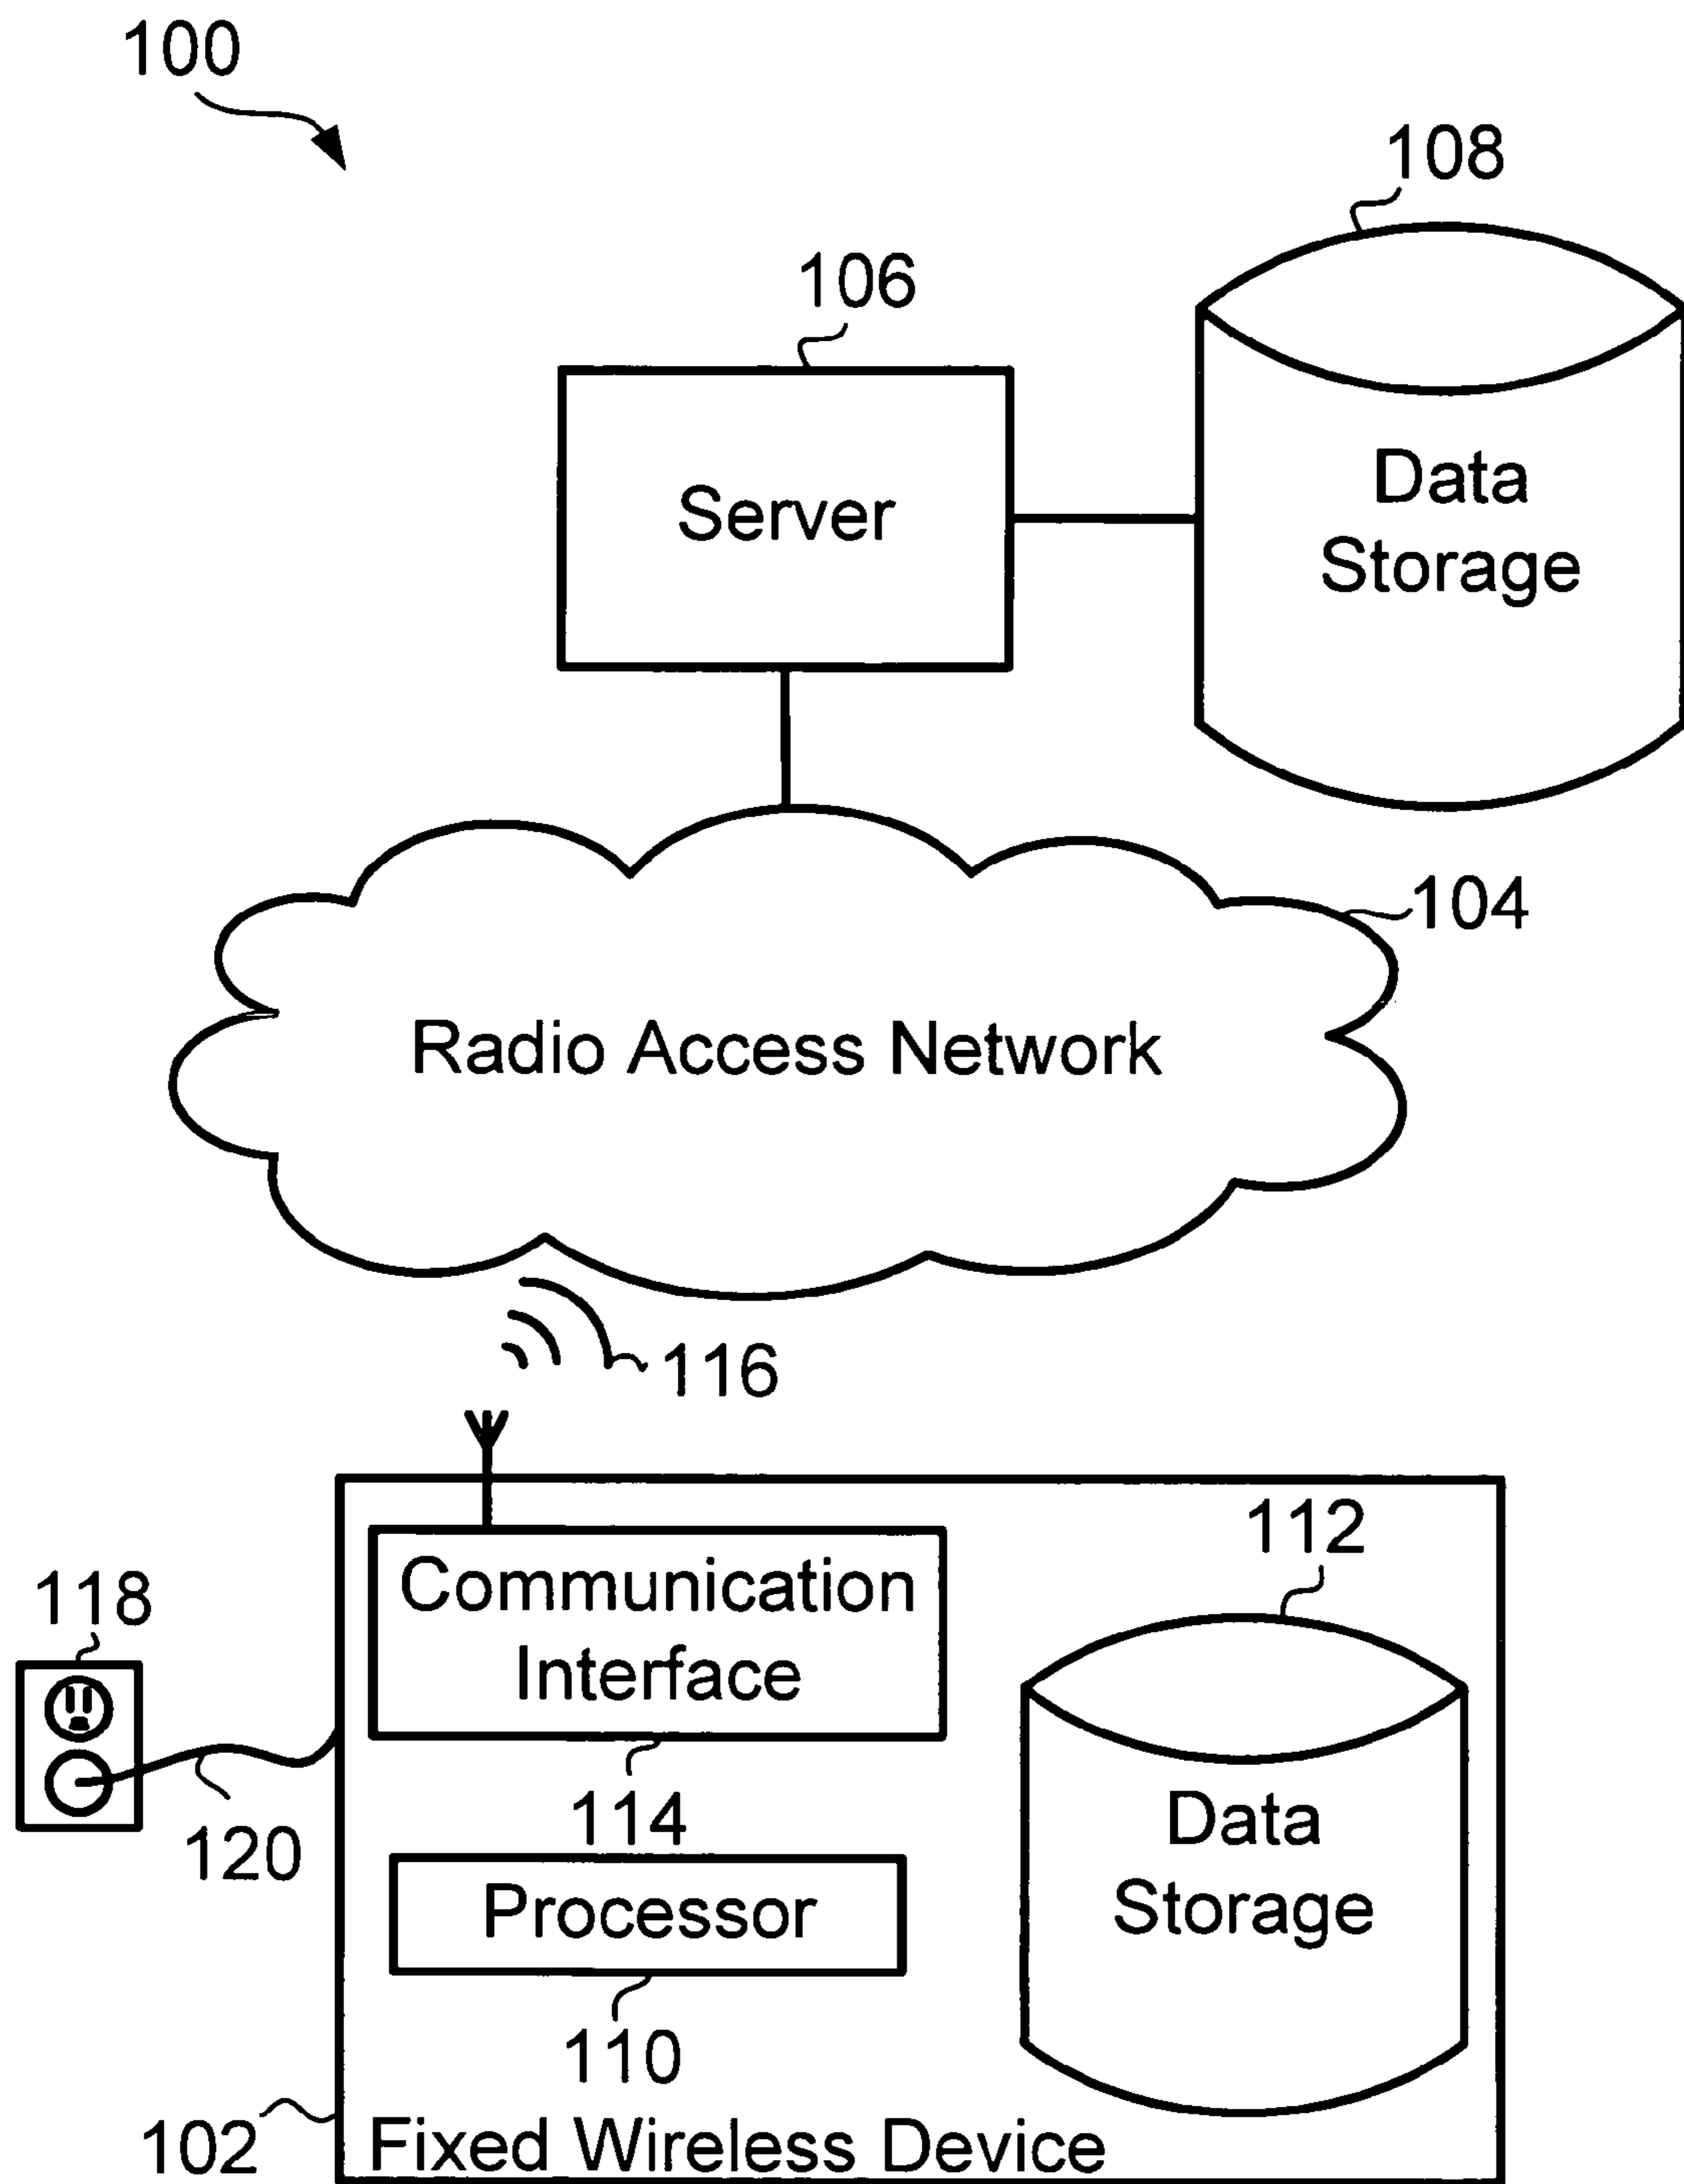 100
108
106
Server
Data
Storage
104
Radio Access Network
116
112
118
Communication
Interface
114
120
Data
Storage
Processor
110
102
Fixed Wireless Device